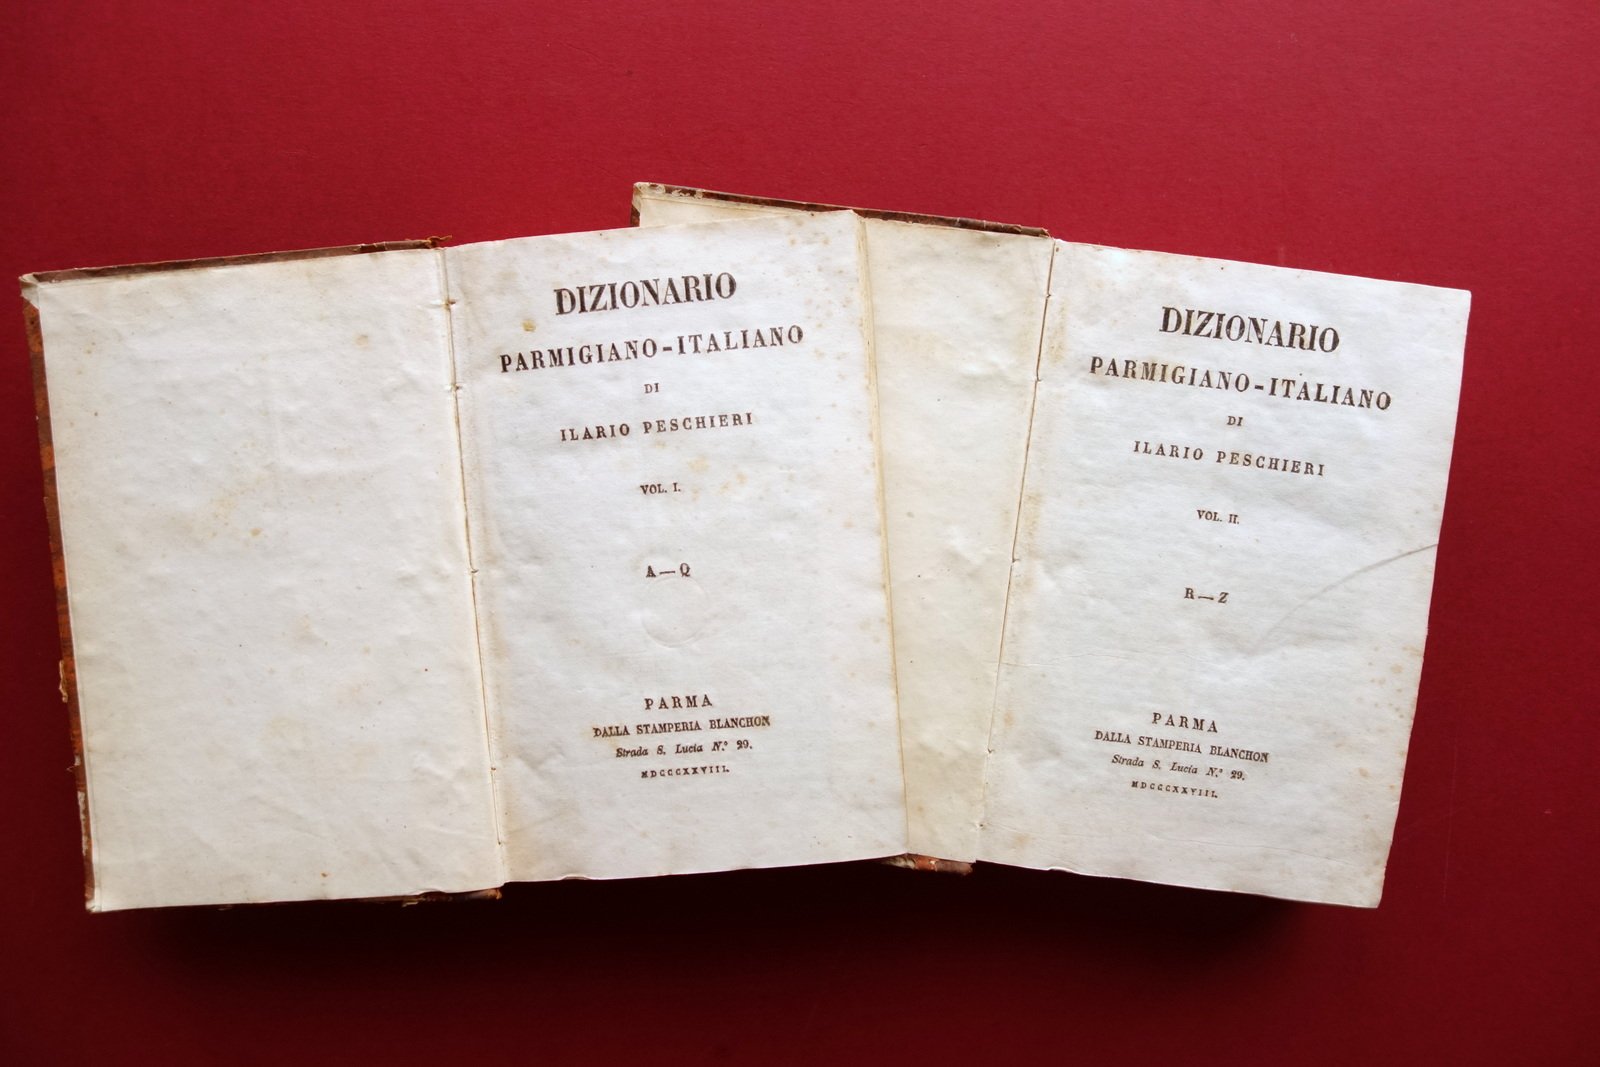 DIZIONARIO
PARMIGIANO-ITALIANO
DI
ILARIO PESCHIERI
VOL. I.
A—Q
PARMA
DALLA STAMPERIA BLANCHON
Strada S. Lucia N.º 29.
MDCCCXXVIII.
DIZIONARIO
PARMIGIANO-ITALIANO
DI
ILARIO PESCHIERI
VOL. II.
R—Z
PARMA
DALLA STAMPERIA BLANCHON
Strada S. Lucia N.º 29.
MDCCCXXVIII.